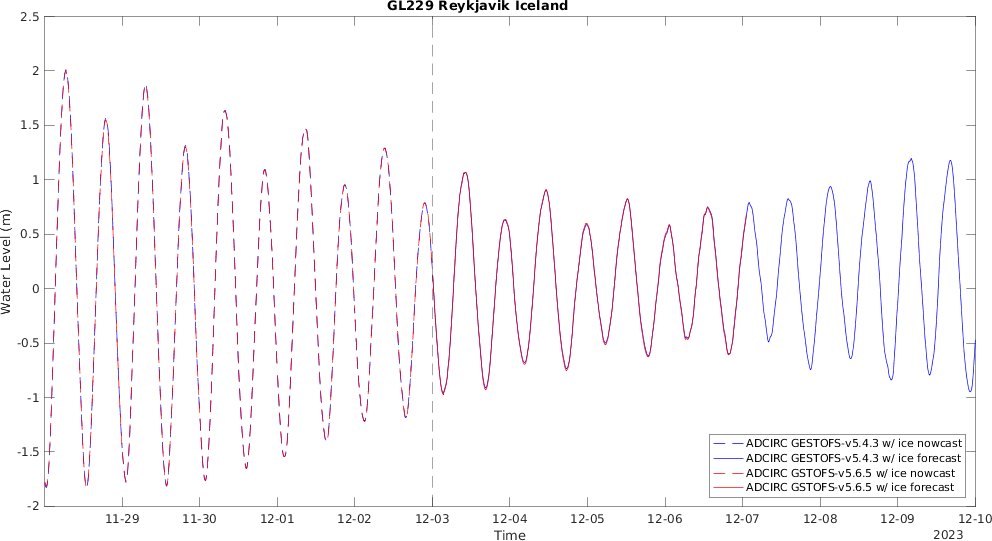 GL229 Reykjavik Iceland
2.5
2
1.5
1
0.5
0
-0.5
-1
-1.5
-2
Water Level (m)
ADCIRC GESTOFS-v5.4.3 w/ ice nowcast
ADCIRC GESTOFS-v5.4.3 w/ ice forecast
ADCIRC GSTOFS-v5.6.5 w/ ice nowcast
ADCIRC GSTOFS-v5.6.5 w/ ice forecast
11-29 11-30 12-01 12-02 12-03 12-04 12-05 12-06 12-07 12-08 12-09 12-10
Time
2023